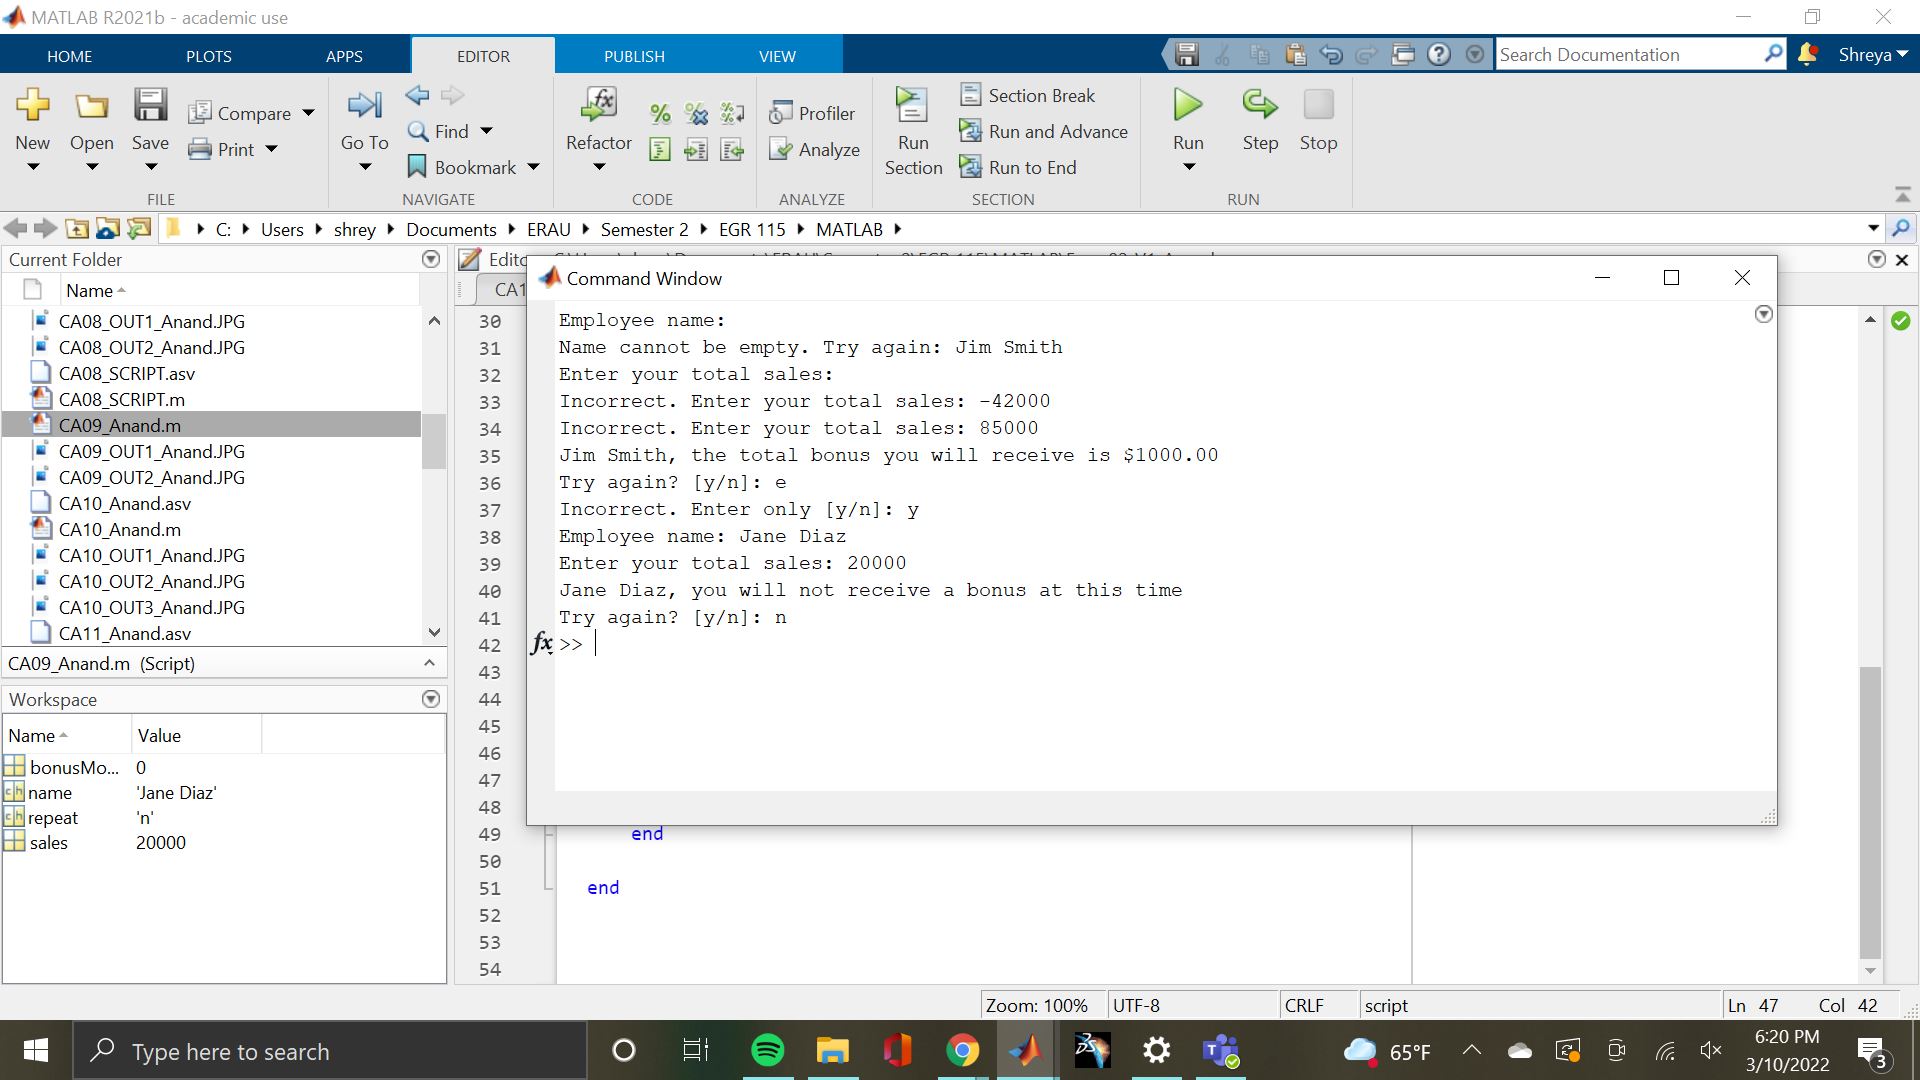 MATLAB R2021b - academic use
HOME PLOTS APPS EDITOR PUBLISH VIEW Search Documentation Shreya
New Open Save Compare Print
FILE
Go To Find Bookmark
NAVIGATE
Refactor
CODE
Profiler
Analyze
ANALYZE
Run Section
Section Break
Run and Advance
Run to End
SECTION
Run Step Stop
RUN
C: Users shrey Documents ERAU Semester 2 EGR 115 MATLAB
Current Folder
Name
CA08_OUT1_Anand.JPG
CA08_OUT2_Anand.JPG
CA08_SCRIPT.asv
CA08_SCRIPT.m
CA09_Anand.m
CA09_OUT1_Anand.JPG
CA09_OUT2_Anand.JPG
CA10_Anand.asv
CA10_Anand.m
CA10_OUT1_Anand.JPG
CA10_OUT2_Anand.JPG
CA10_OUT3_Anand.JPG
CA11_Anand.asv
CA09_Anand.m (Script)
Workspace
Name Value
bonusMo... 0
name 'Jane Diaz'
repeat 'n'
sales 20000
CA1
30
31
32
33
34
35
36
37
38
39
40
41
42
43
44
45
46
47
48
49 end
50
51 end
52
53
54
Command Window
Employee name:
Name cannot be empty. Try again: Jim Smith
Enter your total sales:
Incorrect. Enter your total sales: -42000
Incorrect. Enter your total sales: 85000
Jim Smith, the total bonus you will receive is $1000.00
Try again? [y/n]: e
Incorrect. Enter only [y/n]: y
Employee name: Jane Diaz
Enter your total sales: 20000
Jane Diaz, you will not receive a bonus at this time
Try again? [y/n]: n
fx >>
Zoom: 100% UTF-8 CRLF script Ln 47 Col 42
Type here to search
65°F
6:20 PM
3/10/2022
3